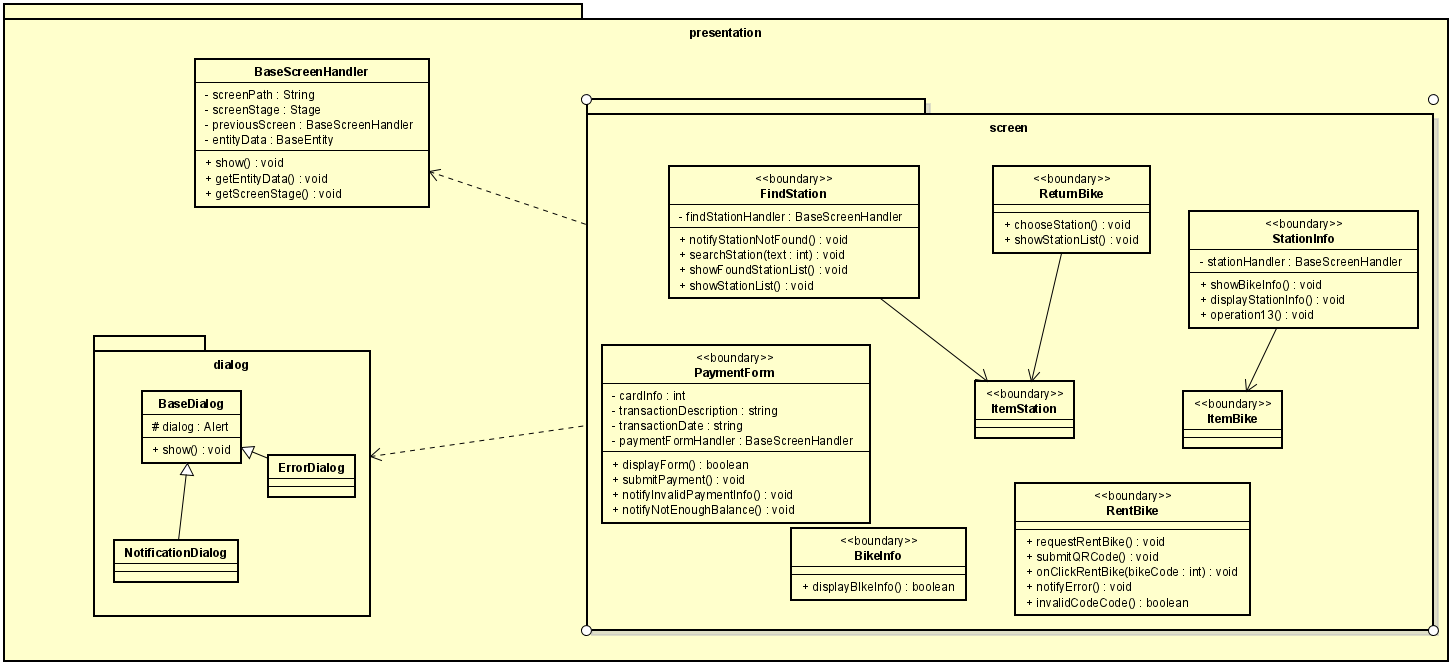 presentation
BaseScreenHandler
- screenPath : String
- screenStage : Stage
- previousScreen : BaseScreenHandler
- entityData : BaseEntity
+ show() : void
+ getEntityData() : void
+ getScreenStage() : void
screen
<<boundary>>
FindStation
- findStationHandler : BaseScreenHandler
+ notifyStationNotFound() : void
+ searchStation(text : int) : void
+ showFoundStationList() : void
+ showStationList() : void
<<boundary>>
ReturnBike
+ chooseStation() : void
+ showStationList() : void
<<boundary>>
StationInfo
- stationHandler : BaseScreenHandler
+ showBikeInfo() : void
+ displayStationInfo() : void
+ operation13() : void
dialog
BaseDialog
# dialog : Alert
+ show() : void
ErrorDialog
NotificationDialog
<<boundary>>
PaymentForm
- cardInfo : int
- transactionDescription : string
- transactionDate : string
- paymentFormHandler : BaseScreenHandler
+ displayForm() : boolean
+ submitPayment() : void
+ notifyInvalidPaymentInfo() : void
+ notifyNotEnoughBalance() : void
<<boundary>>
ItemStation
<<boundary>>
ItemBike
<<boundary>>
BikeInfo
+ displayBIkeInfo() : boolean
<<boundary>>
RentBike
+ requestRentBike() : void
+ submitQRCode() : void
+ onClickRentBike(bikeCode : int) : void
+ notifyError() : void
+ invalidCodeCode() : boolean